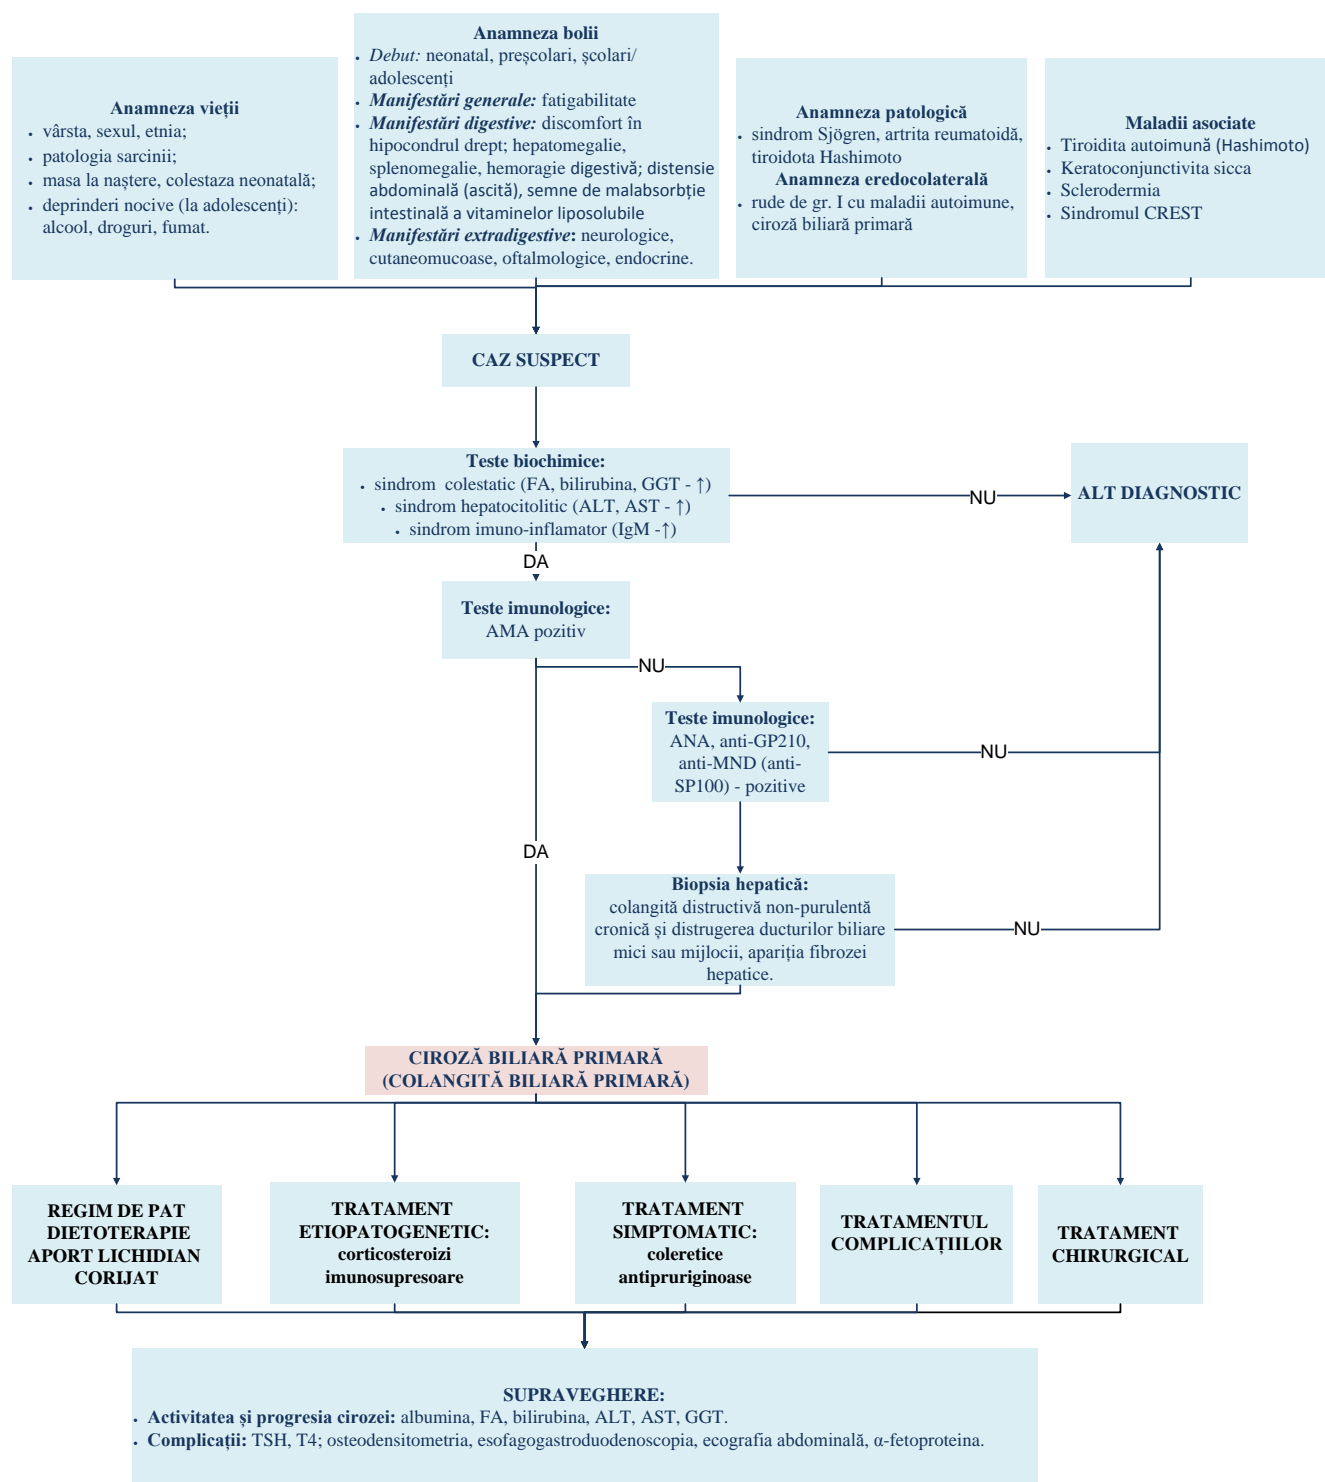 Anamneza vieții
• vârsta, sexul, etnia;
• patologia sarcinii;
• masa la naștere, colestaza neonatală;
• deprinderi nocive (la adolescenți):
alcool, droguri, fumat.
Anamneza bolii
• Debut: neonatal, preșcolari, școlari/
adolescenți
• Manifestări generale: fatigabilitate
• Manifestări digestive: discomfort în
hipocondrul drept; hepatomegalie,
splenomegalie, hemoragie digestivă; distensie
abdominală (ascită), semne de malabsorbție
intestinală a vitaminelor liposolubile
• Manifestări extradigestive: neurologice,
cutaneomucoase, oftalmologice, endocrine.
Anamneza patologică
• sindrom Sjögren, artrita reumatoidă,
tiroidota Hashimoto
Anamneza eredocolaterală
• rude de gr. I cu maladii autoimune,
ciroză biliară primară
Maladii asociate
• Tiroidita autoimună (Hashimoto)
• Keratoconjunctivita sicca
• Sclerodermia
• Sindromul CREST
CAZ SUSPECT
Teste biochimice:
• sindrom colestatic (FA, bilirubina, GGT - ↑)
• sindrom hepatocitolitic (ALT, AST - ↑)
• sindrom imuno-inflamator (IgM -↑)
NU
ALT DIAGNOSTIC
DA
Teste imunologice:
AMA pozitiv
NU
Teste imunologice:
ANA, anti-GP210,
anti-MND (anti-
SP100) - pozitive
NU
DA
Biopsia hepatică:
colangită distructivă non-purulentă
cronică și distrugerea ducturilor biliare
mici sau mijlocii, apariția fibrozei
hepatice.
NU
CIROZĂ BILIARĂ PRIMARĂ
(COLANGITĂ BILIARĂ PRIMARĂ)
REGIM DE PAT
DIETOTERAPIE
APORT LICHIDIAN
CORIJAT
TRATAMENT
ETIOPATOGENETIC:
corticosteroizi
imunosupresoare
TRATAMENT
SIMPTOMATIC:
coleretice
antipruriginoase
TRATAMENTUL
COMPLICAȚIILOR
TRATAMENT
CHIRURGICAL
SUPRAVEGHERE:
• Activitatea și progresia cirozei: albumina, FA, bilirubina, ALT, AST, GGT.
• Complicații: TSH, T4; osteodensitometria, esofagogastroduodenoscopia, ecografia abdominală, α-fetoproteina.